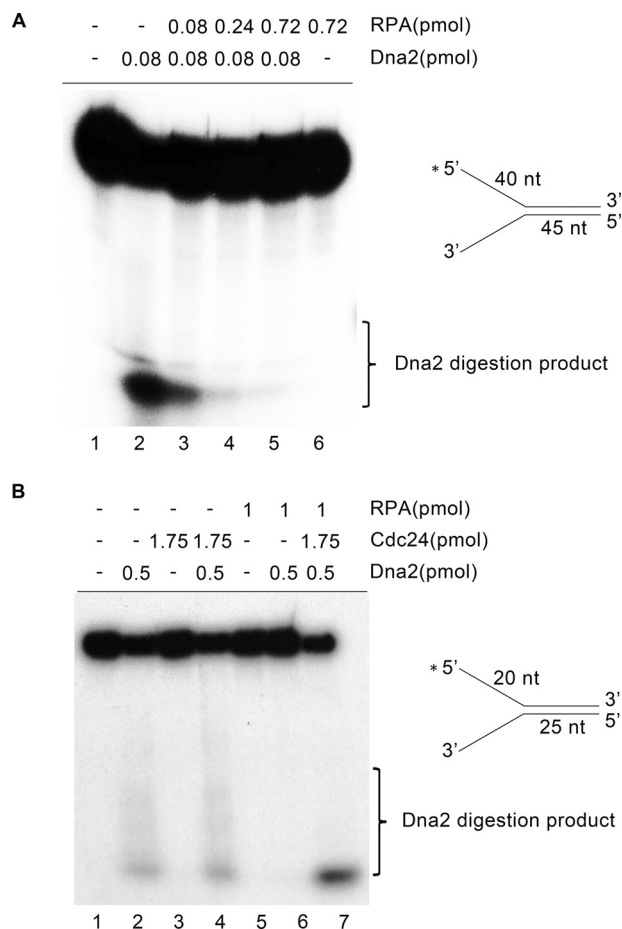 A
- - 0.08 0.24 0.72 0.72 RPA(pmol)
- 0.08 0.08 0.08 0.08 - Dna2(pmol)
* 5'
40 nt
3'
5'
45 nt
3'
Dna2 digestion product
1 2 3 4 5 6
B
- - - - 1 1 1 RPA(pmol)
- - 1.75 1.75 - - 1.75 Cdc24(pmol)
- 0.5 - 0.5 - 0.5 0.5 Dna2(pmol)
* 5'
20 nt
3'
5'
25 nt
3'
Dna2 digestion product
1 2 3 4 5 6 7